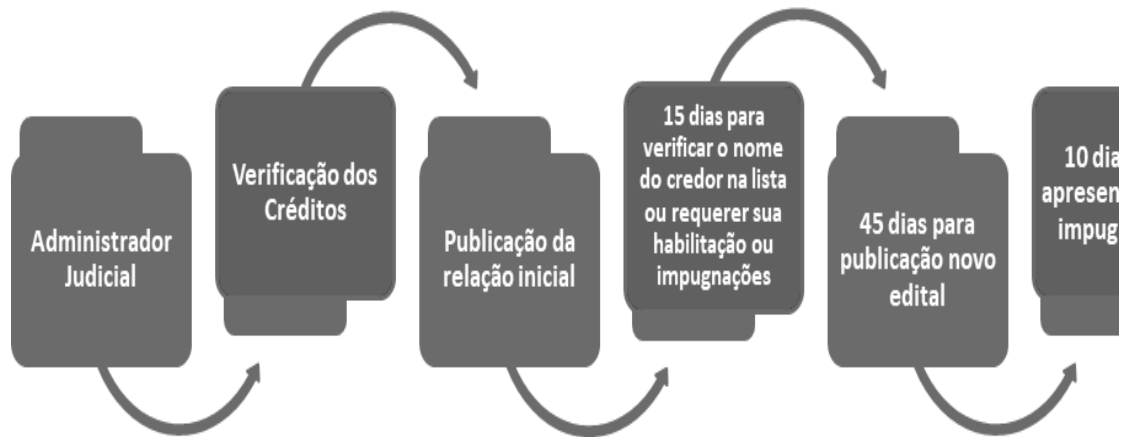 Administrador
Judicial
Verificação dos
Créditos
Publicação da
relação inicial
15 dias para
verificar o nome
do credor na lista
ou requerer sua
habilitação ou
impugnações
45 dias para
publicação novo
edital
10